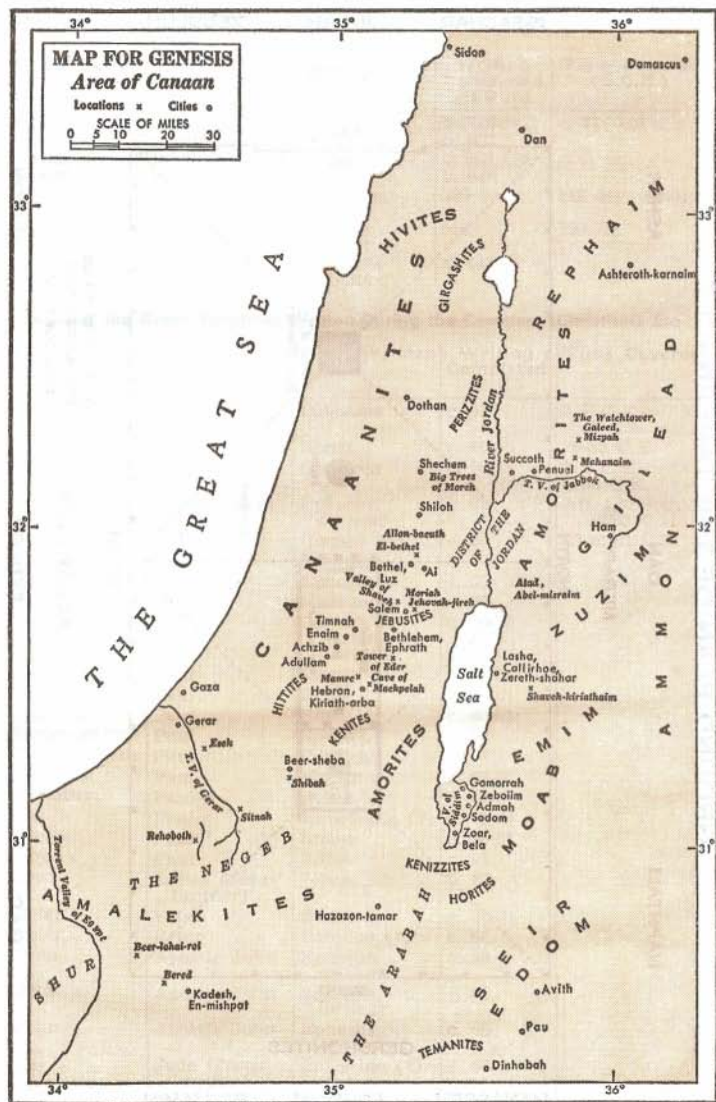 34°
35°
36°
MAP FOR GENESIS
Area of Canaan
Locations x Cities
SCALE OF MILES
0 5 10 20 30
Sidon
Damascus
Dan
33°
33°
HIVITES
GIRGASHITES
REPHAIM
Ashteroth-karnaim
THE GREAT SEA
CANAANITES
PERIZZITES
Dothan
River Jordan
AMORITES
GILEAD
The Watchtower,
Galeed,
Mizpah
Mahanaim
Succoth
Penuel
T. V. of Jabbok
Shechem
Big Trees
of Moreh
Shiloh
32°
32°
DISTRICT
OF THE
JORDAN
Ham
Allon-bacuth
El-bethel
Bethel,
Luz
Ai
Valley of
Shaveh
Moriah
Jehovah-jireh
Salem
Atad,
Abel-mizraim
NUZIM
AMMON
JEBUSITES
Timnah
Enaim
Bethlehem,
Ephrath
Achzib
Adullam
Tower
of Eder
Mamre
Cave of
Machpelah
Hebron,
Kiriath-arba
HITTITES
KENITES
Salt
Sea
Lasha,
Callirhoe,
Zereth-shahar
Shaveh-kiriathaim
Gaza
Gerar
Esek
T. V. of Gerar
Beer-sheba
Shibah
AMORITES
EMIM
MOAB
Gomorrah
Zeboiim
Admah
Sodom
V. of
Siddim
Zoar,
Bela
Sitnah
Rehoboth
31°
31°
THE NEGEB
Torrent Valley
of Egypt
AMALEKITES
KENIZZITES
HORITES
Hazazon-tamar
THE ARABAH
SEIR
EDOM
SHUR
Beer-lahai-roi
Bered
Kadesh,
En-mishpat
Avith
Pau
TEMANITES
Dinhabah
34°
35°
36°